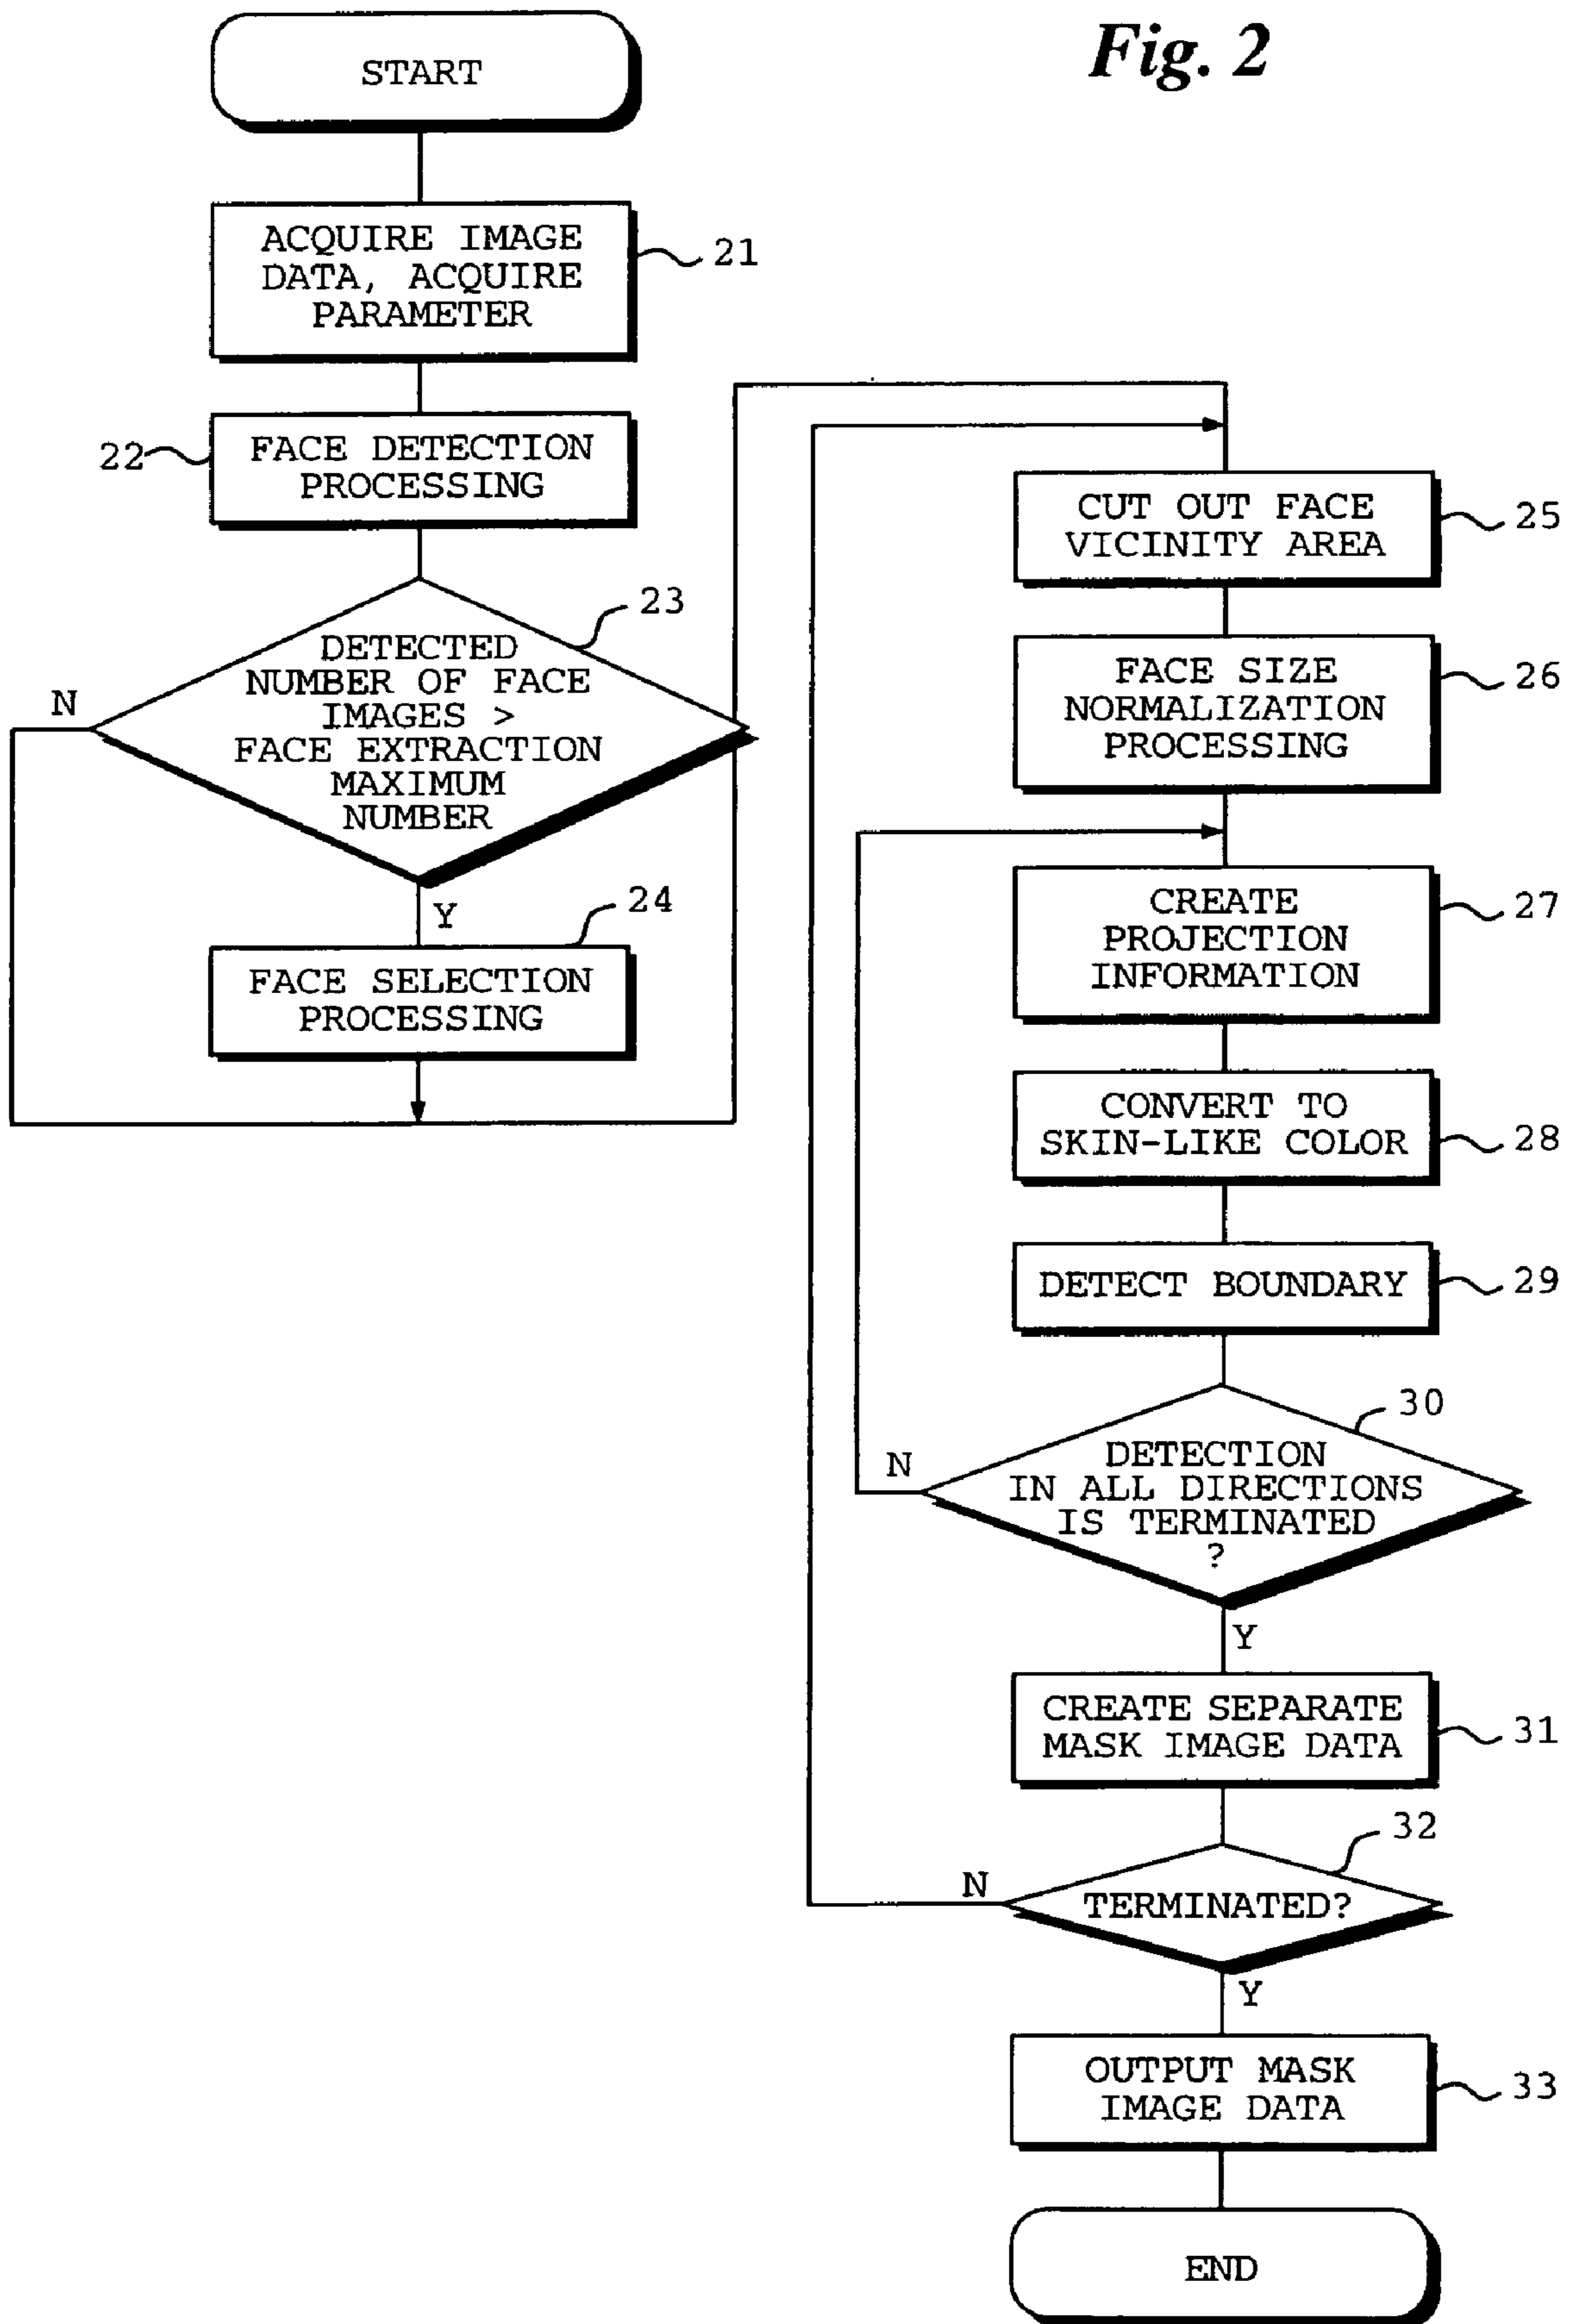 Fig. 2
START
ACQUIRE IMAGE
DATA, ACQUIRE
PARAMETER
21
22
FACE DETECTION
PROCESSING
23
DETECTED
NUMBER OF FACE
IMAGES >
FACE EXTRACTION
MAXIMUM
NUMBER
N
Y
24
FACE SELECTION
PROCESSING
CUT OUT FACE
VICINITY AREA
25
FACE SIZE
NORMALIZATION
PROCESSING
26
CREATE
PROJECTION
INFORMATION
27
CONVERT TO
SKIN-LIKE COLOR
28
DETECT BOUNDARY
29
30
DETECTION
IN ALL DIRECTIONS
IS TERMINATED
?
N
Y
CREATE SEPARATE
MASK IMAGE DATA
31
32
TERMINATED?
N
Y
OUTPUT MASK
IMAGE DATA
33
END